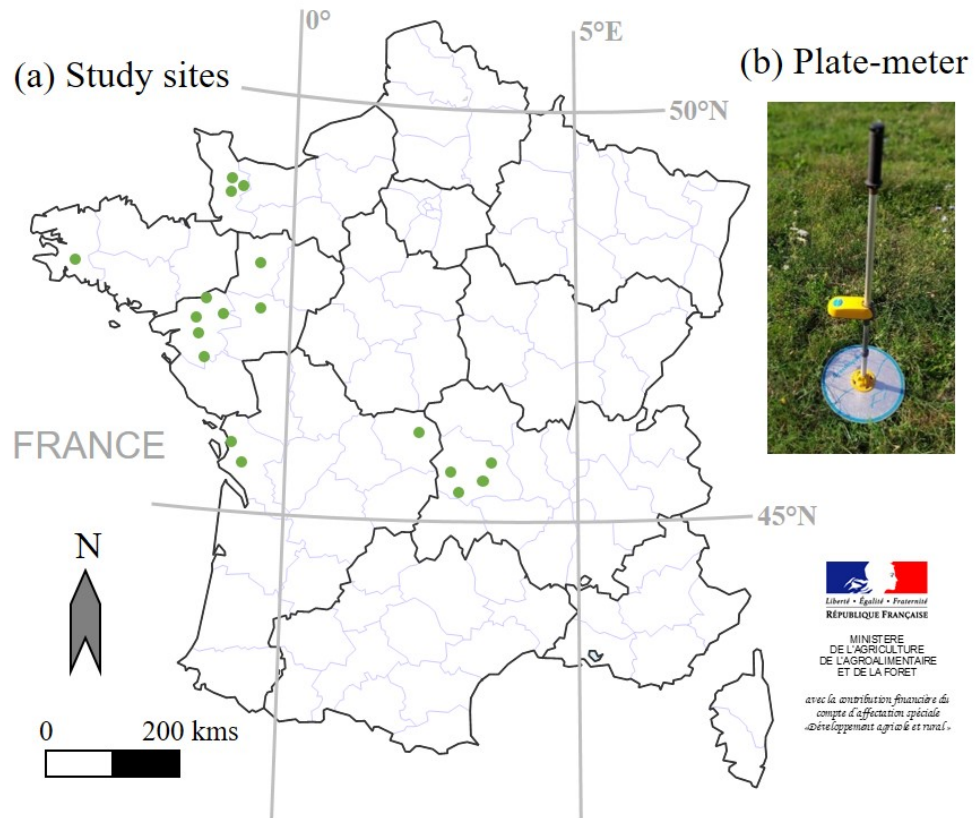 0°
5°E
(a) Study sites
(b) Plate-meter
50°N
FRANCE
45°N
N
Liberté • Égalité • Fraternité
RÉPUBLIQUE FRANÇAISE
MINISTERE
DE L'AGRICULTURE
DE L'AGROALIMENTAIRE
ET DE LA FORET
avec la contribution financière du
compte d'affectation spéciale
«Développement agricole et rural»
0 200 kms